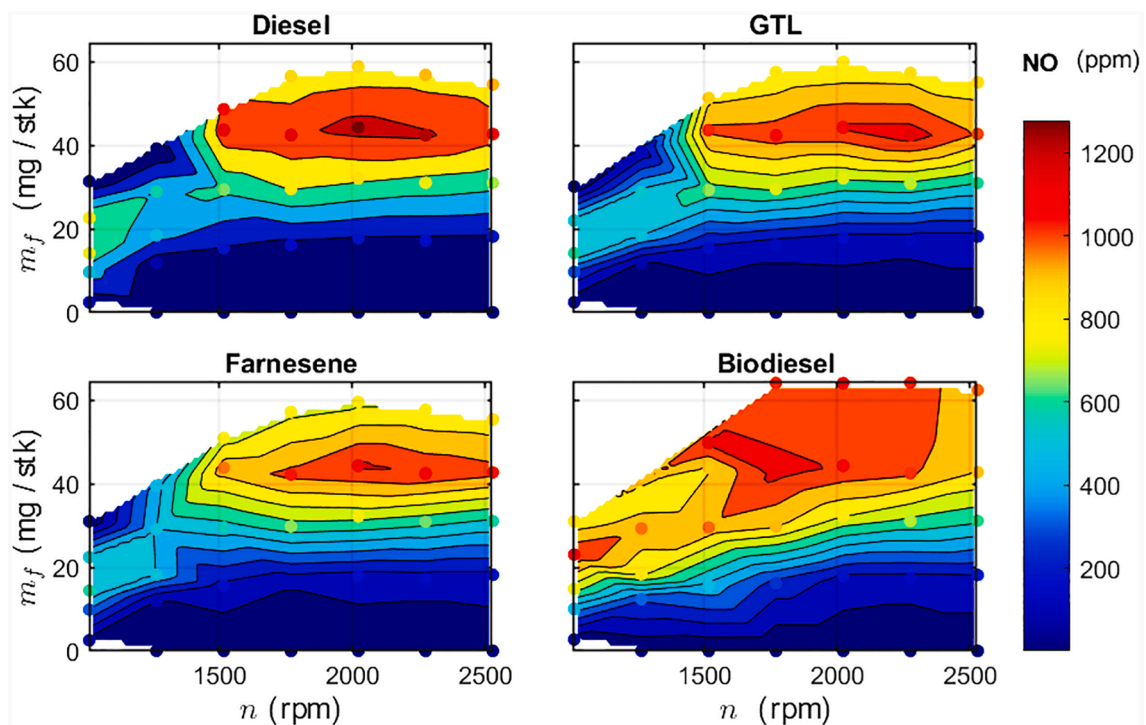 Diesel
GTL
NO (ppm)
m_f (mg / stk)
60
40
20
0
1200
1000
800
600
400
200
Farnesene
Biodiesel
m_f (mg / stk)
60
40
20
0
1500
2000
2500
1500
2000
2500
n (rpm)
n (rpm)